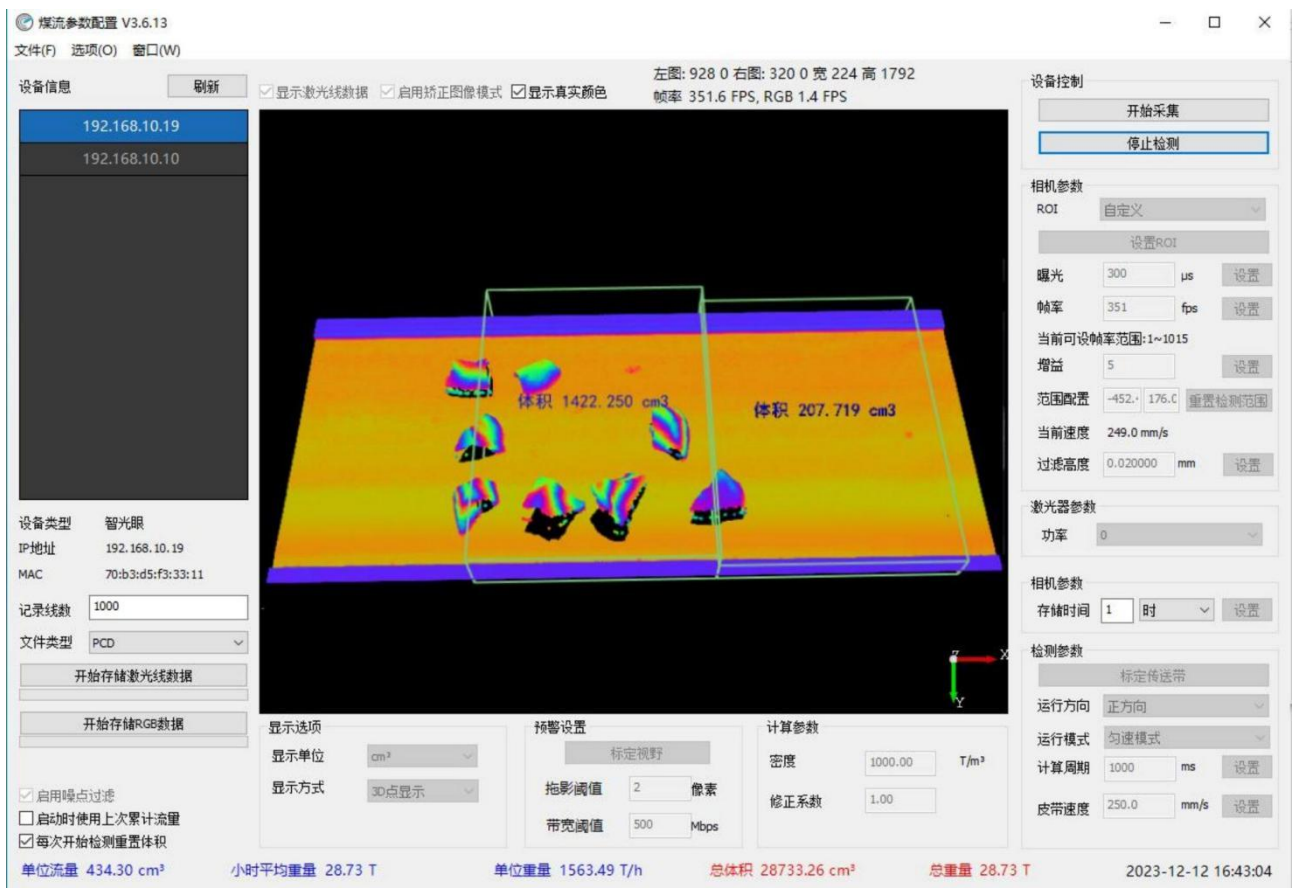 煤流参数配置 V3.6.13
文件(F) 选项(O) 窗口(W)
设备信息 刷新
192.168.10.19
192.168.10.10
设备类型 智光眼
IP地址 192.168.10.19
MAC 70:b3:d5:f3:33:11
记录线数 1000
文件类型 PCD
开始存储激光线数据
开始存储RGB数据
启用噪点过滤
启动时使用上次累计流量
每次开始检测重置体积
显示激光线数据 启用矫正图像模式 显示真实颜色
左图: 928 0 右图: 320 0 宽 224 高 1792
帧率 351.6 FPS, RGB 1.4 FPS
体积 1422.250 cm3
体积 207.719 cm3
Z X
Y
显示选项
显示单位 cm³
显示方式 3D点显示
预警设置
标定视野
拖影阈值 2 像素
带宽阈值 500 Mbps
计算参数
密度 1000.00 T/m³
修正系数 1.00
设备控制
开始采集
停止检测
相机参数
ROI 自定义
设置ROI
曝光 300 μs 设置
帧率 351 fps 设置
当前可设帧率范围:1~1015
增益 5 设置
范围配置 -452. 176.0 重置检测范围
当前速度 249.0 mm/s
过滤高度 0.020000 mm 设置
激光器参数
功率 0
相机参数
存储时间 1 时 设置
检测参数
标定传送带
运行方向 正方向
运行模式 匀速模式
计算周期 1000 ms 设置
皮带速度 250.0 mm/s 设置
单位流量 434.30 cm³ 小时平均重量 28.73 T 单位重量 1563.49 T/h 总体积 28733.26 cm³ 总重量 28.73 T 2023-12-12 16:43:04